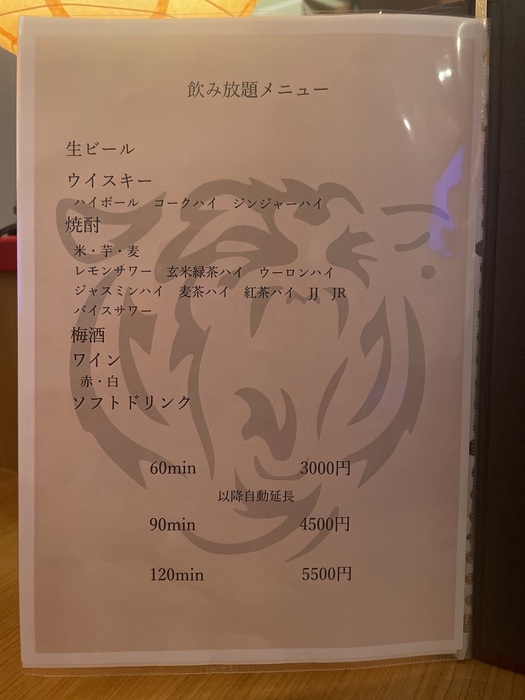 飲み放題メニュー
生ビール
ウイスキー
ハイボール　コークハイ　ジンジャーハイ
焼酎
米・芋・麦
レモンサワー　玄米緑茶ハイ　ウーロンハイ
ジャスミンハイ　麦茶ハイ　紅茶ハイ　JJ　JR
バイスサワー
梅酒
ワイン
赤・白
ソフトドリンク
60min　3000円
以降自動延長
90min　4500円
120min　5500円